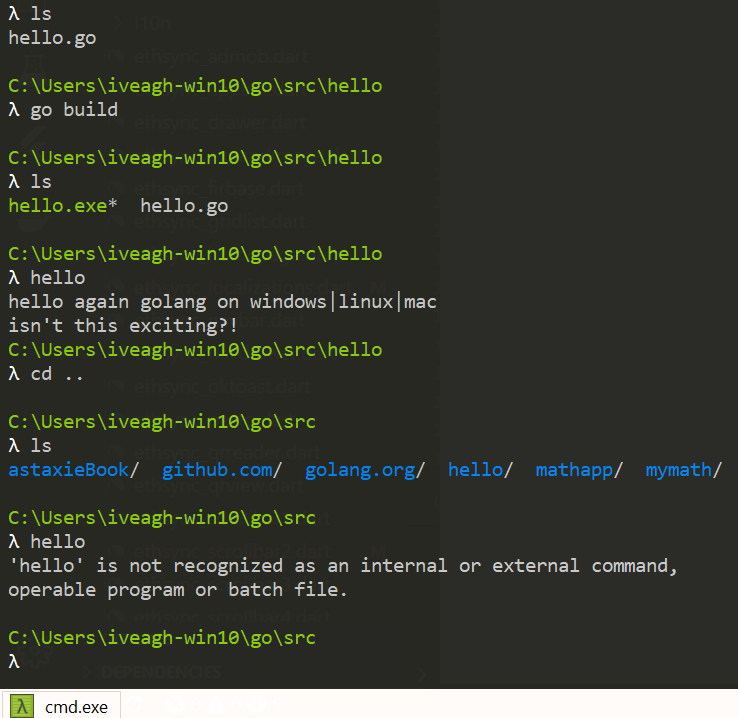 λ ls
hello.go
C:\Users\iveagh-win10\go\src\hello
λ go build
C:\Users\iveagh-win10\go\src\hello
λ ls
hello.exe* hello.go
C:\Users\iveagh-win10\go\src\hello
λ hello
hello again golang on windows|linux|mac
isn't this exciting?!
C:\Users\iveagh-win10\go\src\hello
λ cd ..
C:\Users\iveagh-win10\go\src
λ ls
astaxieBook/ github.com/ golang.org/ hello/ mathapp/ mymath/
C:\Users\iveagh-win10\go\src
λ hello
'hello' is not recognized as an internal or external command,
operable program or batch file.
C:\Users\iveagh-win10\go\src
λ
DEPENDENCIES
λ cmd.exe